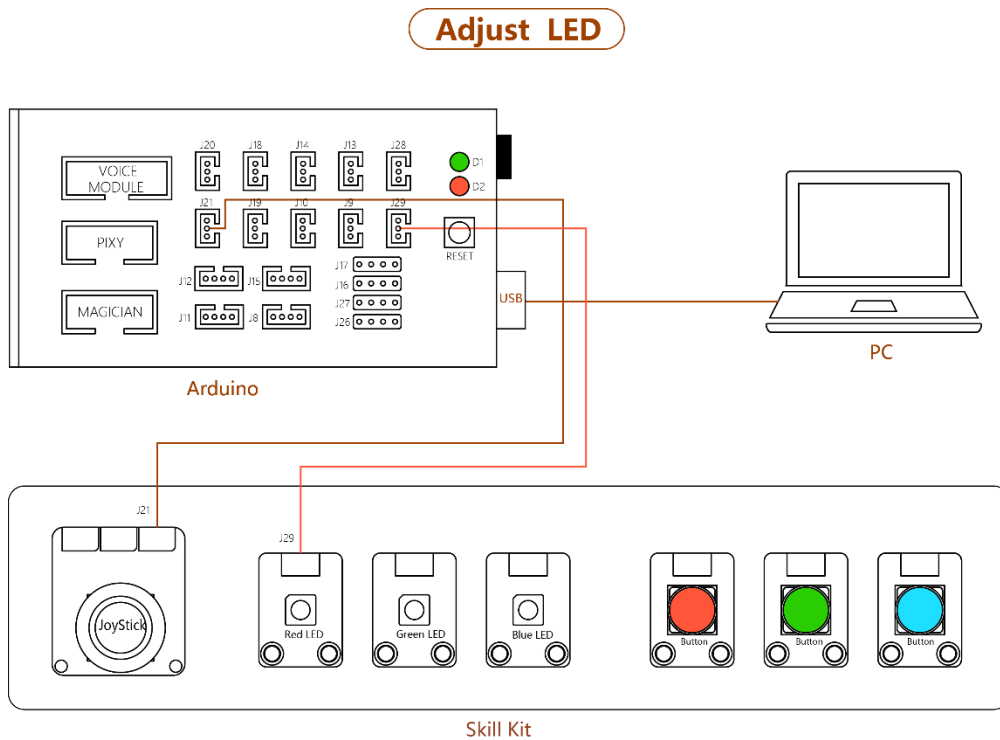 Adjust LED
J20
J18
J14
J13
J28
VOICE
MODULE
D1
D2
J21
J19
J10
J9
J29
PIXY
RESET
J17
J12
J15
J16
MAGICIAN
USB
J27
J11
J8
J26
PC
Arduino
J21
J29
JoyStick
Red LED
Green LED
Blue LED
Button
Button
Button
Skill Kit